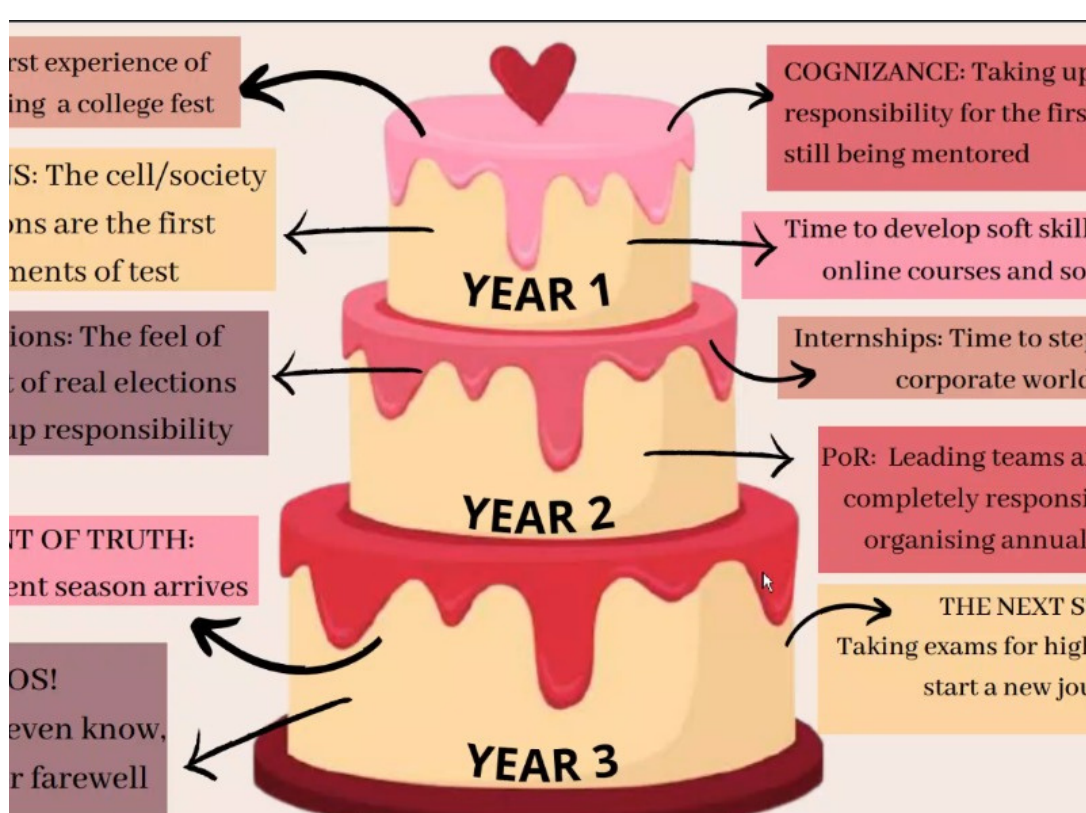 rst experience of
ing a college fest
NS: The cell/society
ons are the first
ments of test
ions: The feel of
t of real elections
up responsibility
NT OF TRUTH:
ent season arrives
OS!
even know,
r farewell
YEAR 1
YEAR 2
YEAR 3
COGNIZANCE: Taking up
responsibility for the firs
still being mentored
Time to develop soft skill
online courses and so
Internships: Time to step
corporate world
PoR: Leading teams a
completely responsi
organising annual
THE NEXT S
Taking exams for high
start a new jou